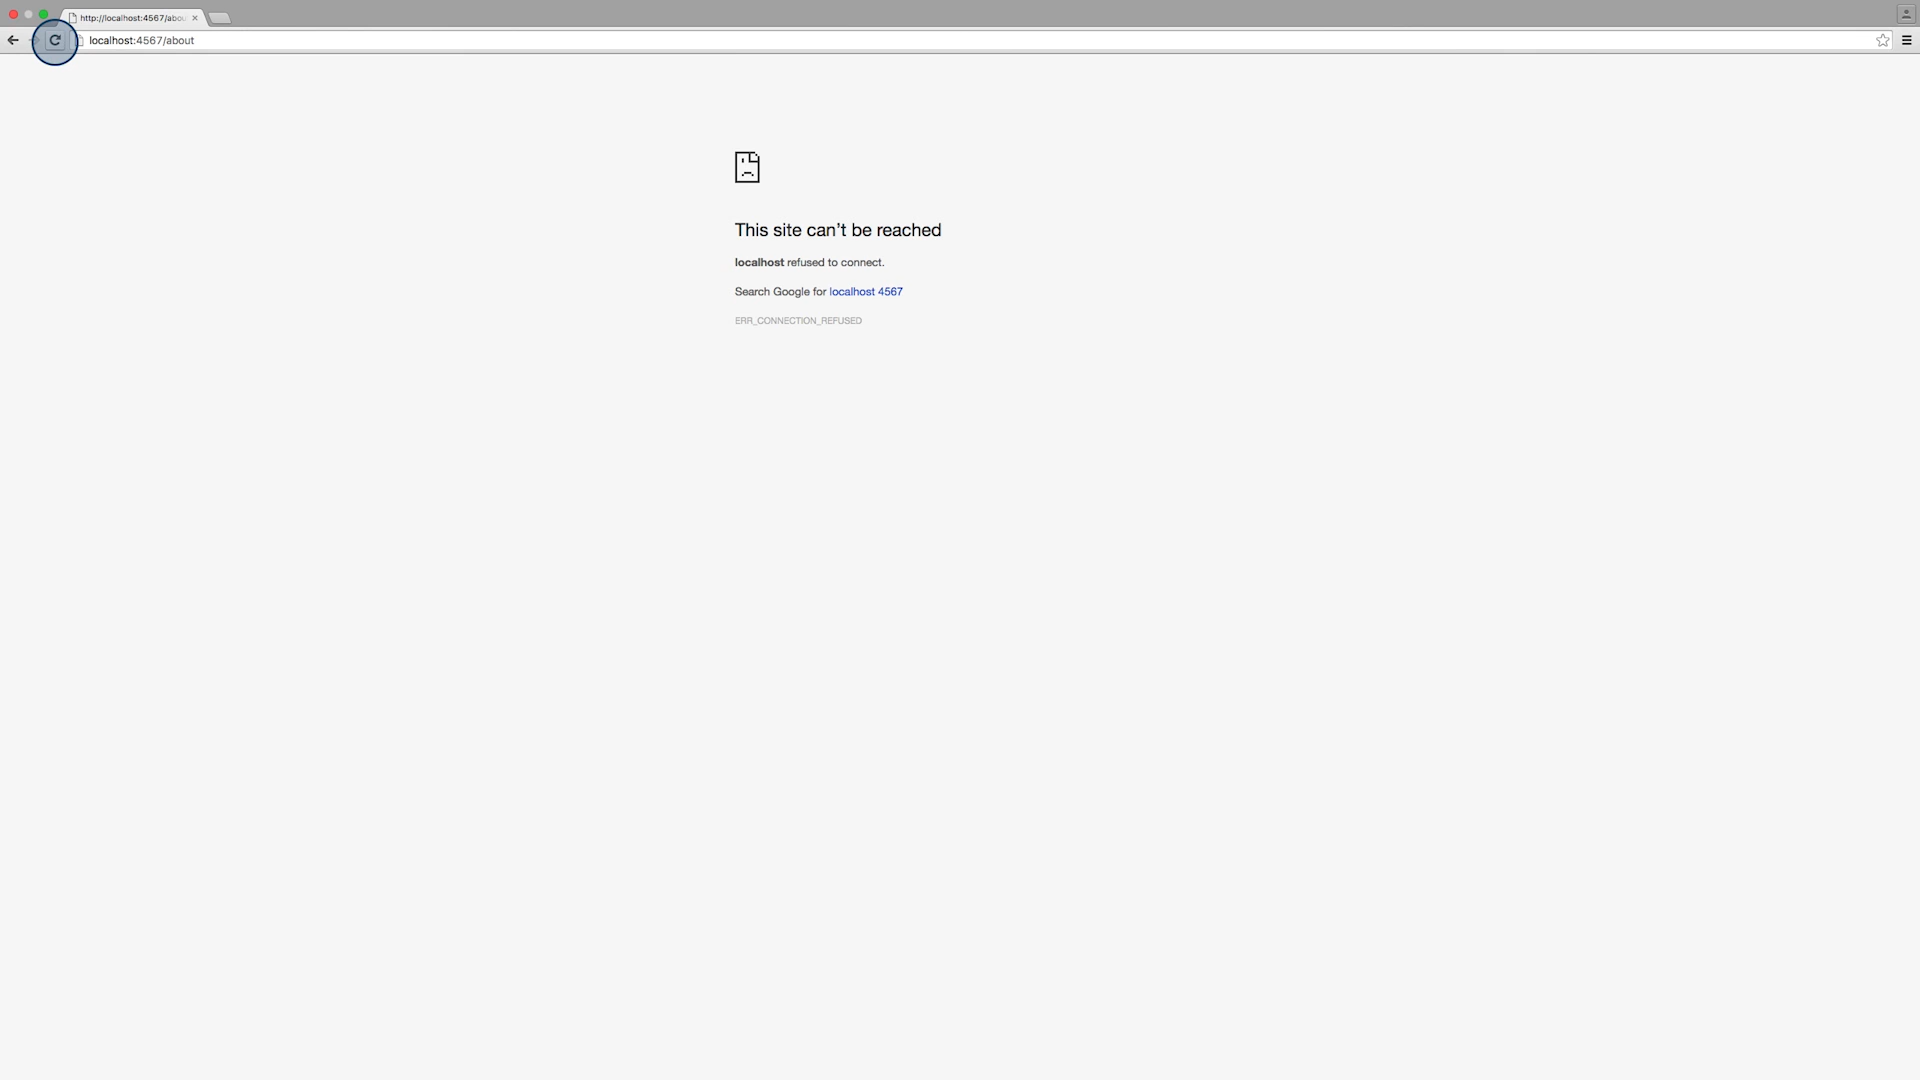 http://localhost:4567/abou
localhost:4567/about
This site can’t be reached
localhost refused to connect.
Search Google for localhost 4567
ERR_CONNECTION_REFUSED